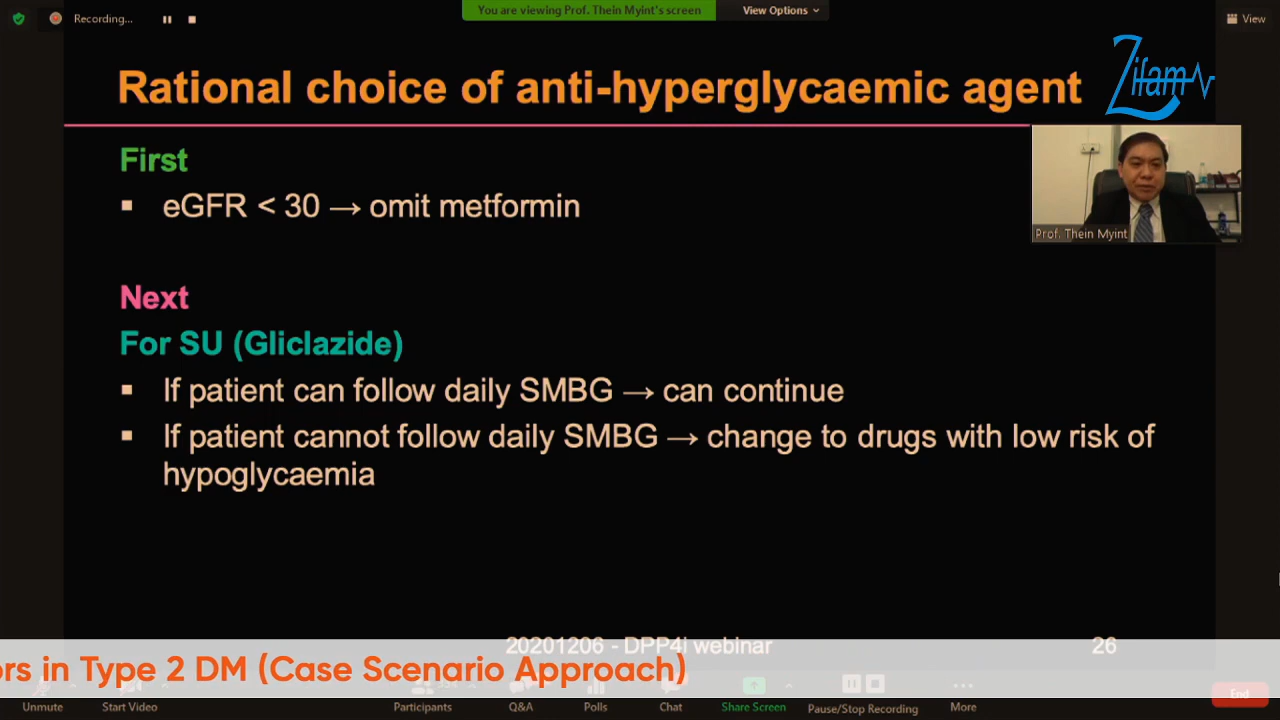 Recording...
You are viewing Prof. Thein Myint's screen
View Options
View
Zifam
Rational choice of anti-hyperglycaemic agent
First
▪ eGFR < 30 → omit metformin
Prof. Thein Myint
Next
For SU (Gliclazide)
▪ If patient can follow daily SMBG → can continue
▪ If patient cannot follow daily SMBG → change to drugs with low risk of
hypoglycaemia
20201206 - DPP4i webinar
26
ors in Type 2 DM (Case Scenario Approach)
Unmute
Start Video
Participants
Q&A
Polls
Chat
Share Screen
Pause/Stop Recording
More
End